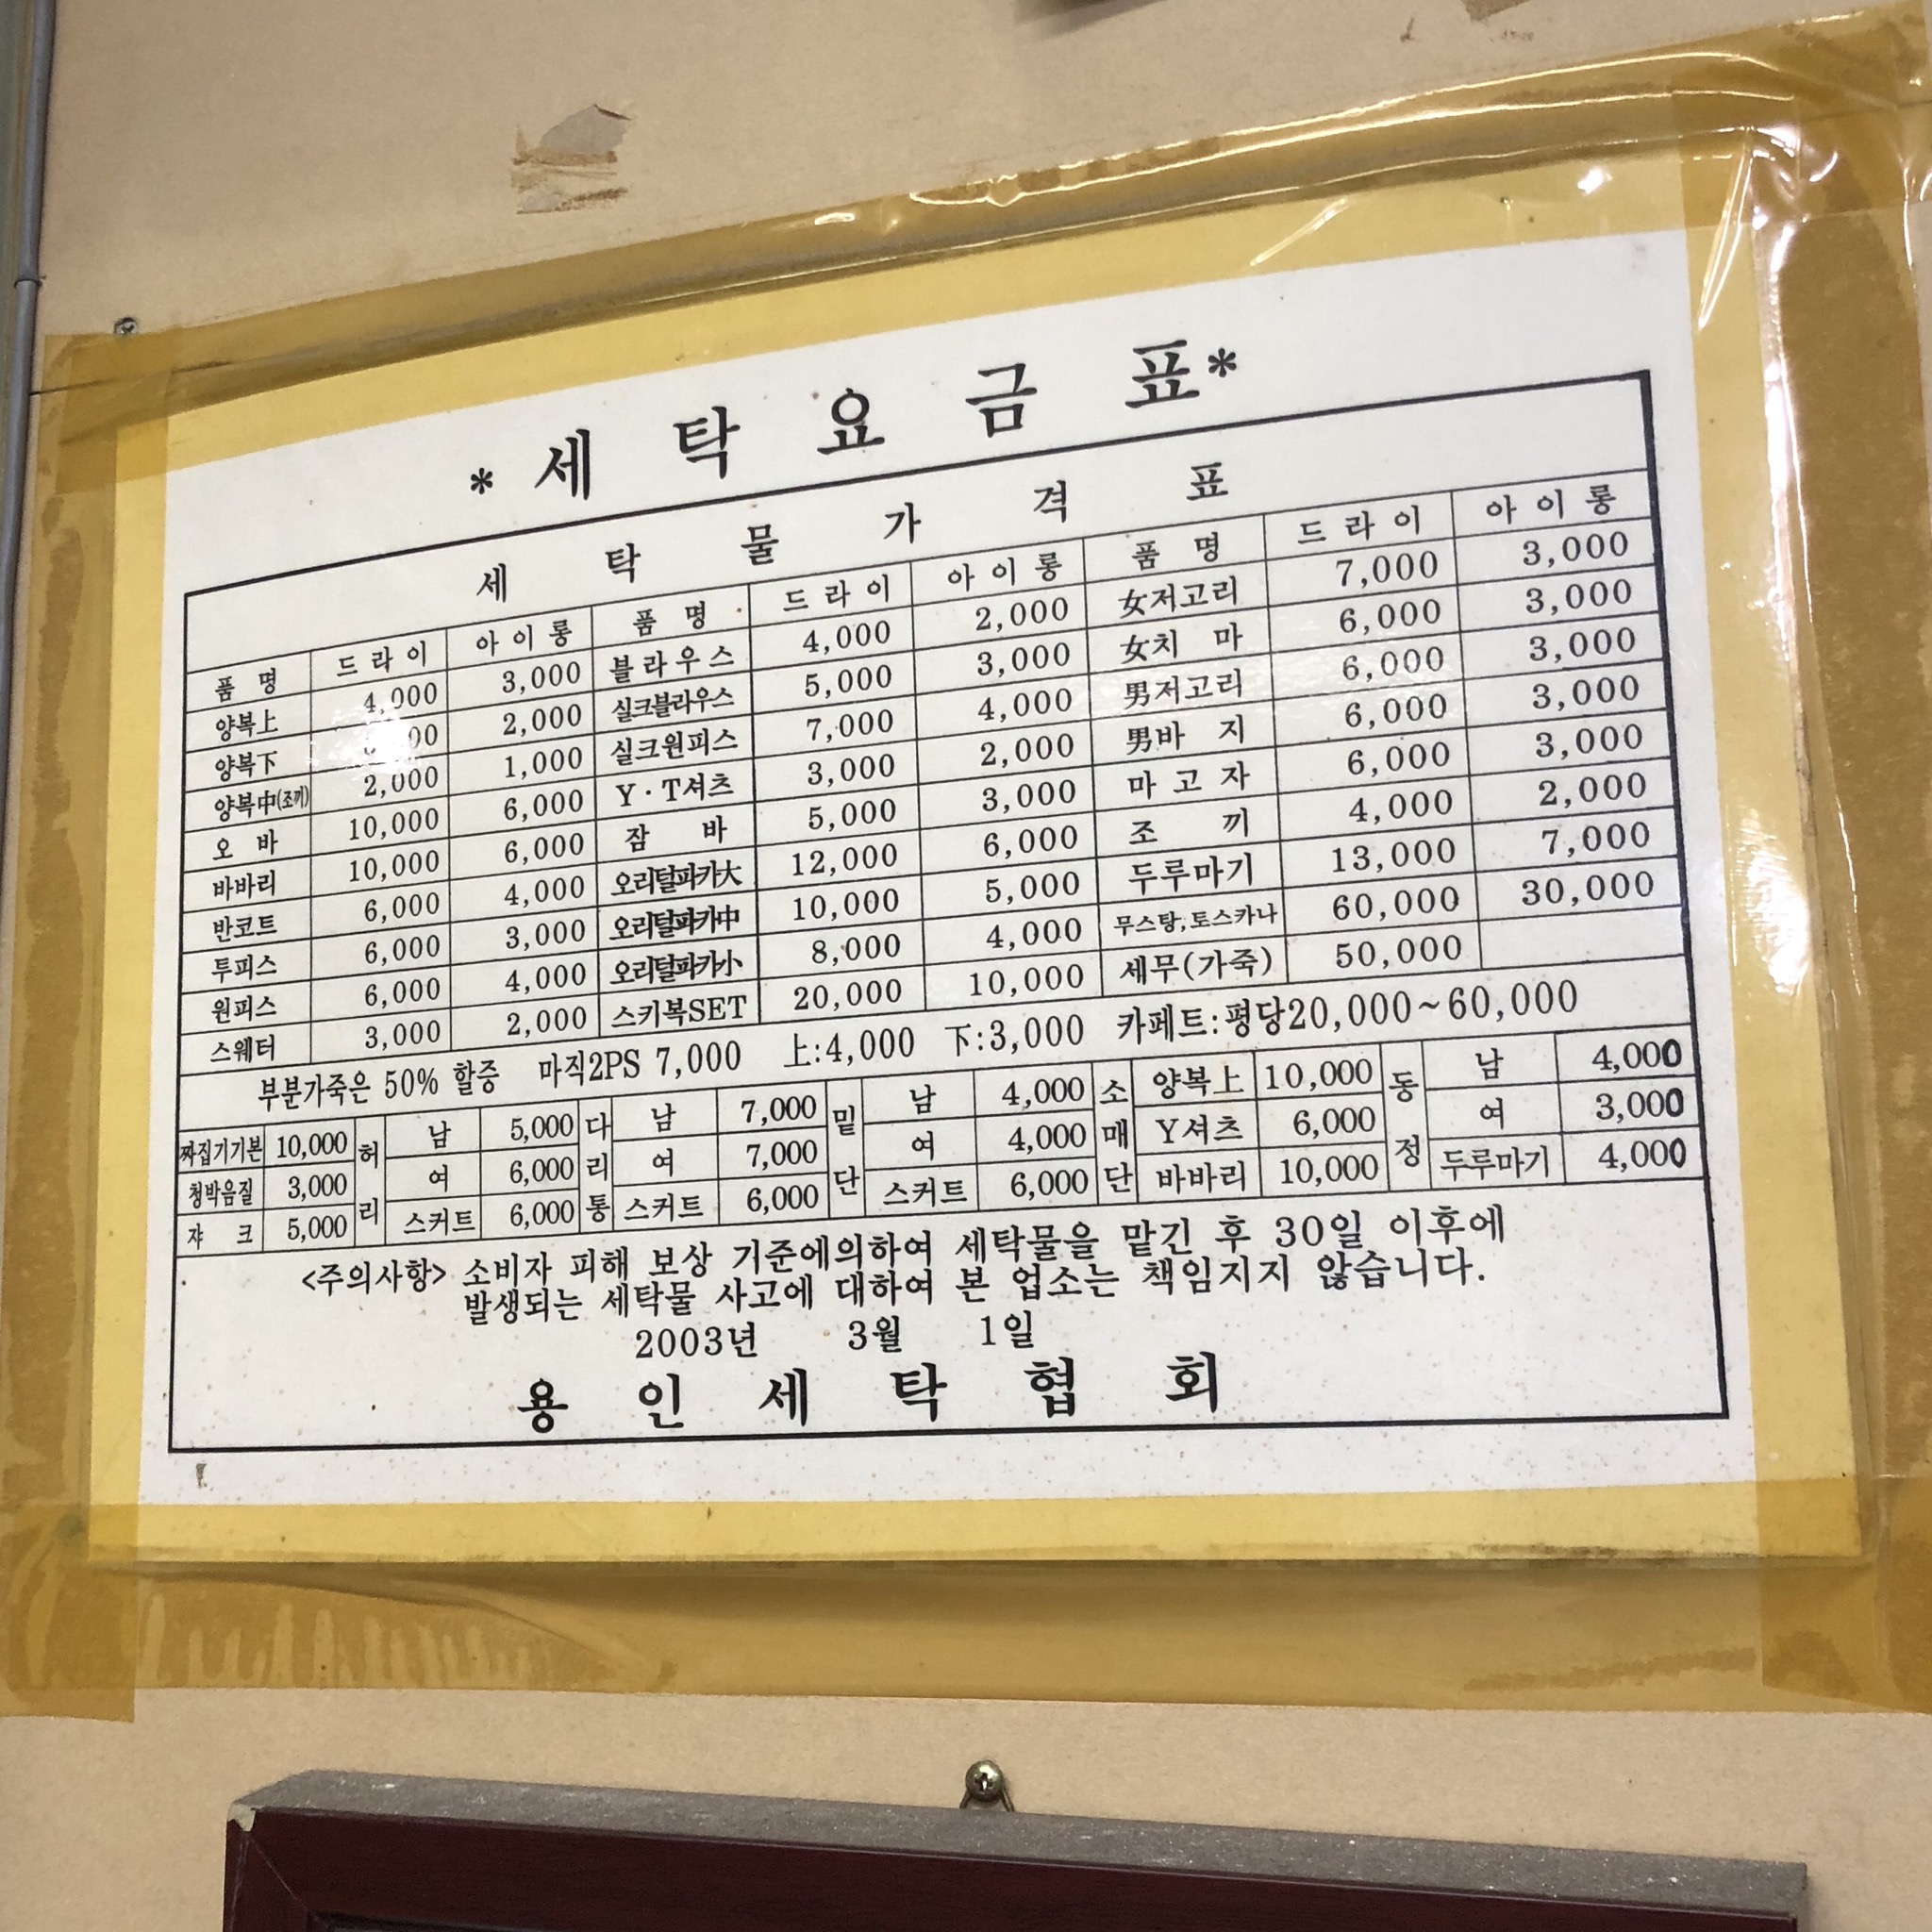 *세 탁 요 금 표*
세 탁 물 가 격 표
품 명 드 라 이 아 이 롱 품 명 드 라 이 아 이 롱 품 명 드 라 이 아 이 롱
양복上 4,000 3,000 블라우스 4,000 2,000 女저고리 7,000 3,000
양복下 2,000 실크블라우스 5,000 3,000 女치 마 6,000 3,000
양복中(조끼) 2,000 1,000 실크원피스 7,000 4,000 男저고리 6,000 3,000
오 바 10,000 6,000 Y·T셔츠 3,000 2,000 男바 지 6,000 3,000
바바리 10,000 6,000 잠 바 5,000 3,000 마 고 자 6,000 3,000
반코트 6,000 4,000 오리털파카大 12,000 6,000 조 끼 4,000 2,000
투피스 6,000 3,000 오리털파카中 10,000 5,000 두루마기 13,000 7,000
원피스 6,000 4,000 오리털파카小 8,000 4,000 무스탕,토스카나 60,000 30,000
스웨터 3,000 2,000 스키복SET 20,000 10,000 세무(가죽) 50,000
부분가죽은 50% 할증 마직2PS 7,000 上:4,000 下:3,000 카페트:평당20,000~60,000
짜집기기본 10,000 허리 남 5,000 다리통 남 7,000 밑단 남 4,000 소매단 양복上 10,000 동정 남 4,000
청박음질 3,000 여 6,000 여 7,000 여 4,000 Y셔츠 6,000 여 3,000
쟈 크 5,000 스커트 6,000 스커트 6,000 스커트 6,000 바바리 10,000 두루마기 4,000
<주의사항> 소비자 피해 보상 기준에의하여 세탁물을 맡긴 후 30일 이후에
발생되는 세탁물 사고에 대하여 본 업소는 책임지지 않습니다.
2003년 3월 1일
용 인 세 탁 협 회